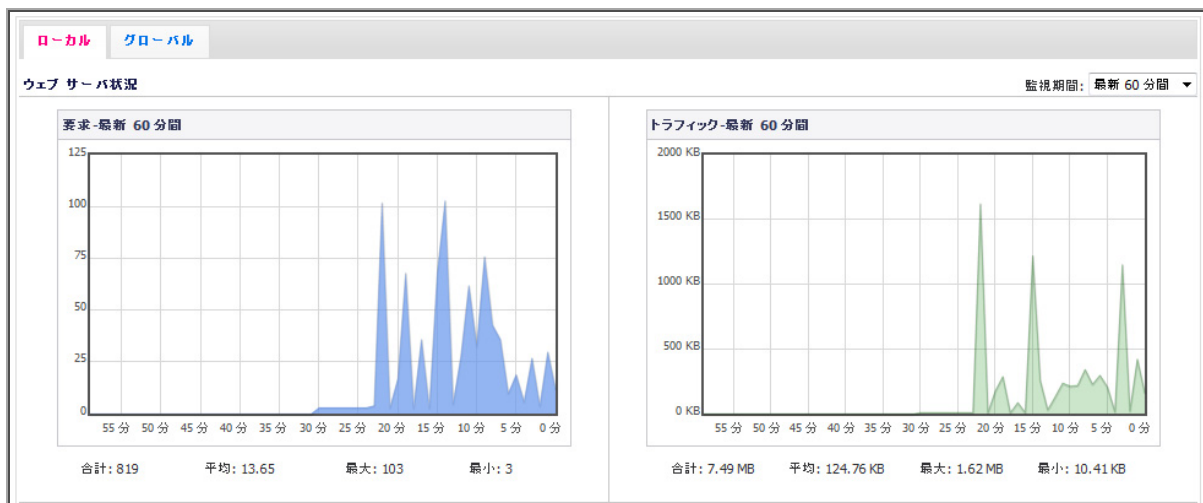 ローカル グローバル
ウェブ サーバ状況 監視期間: 最新 60 分間
要求-最新 60 分間
125
100
75
50
25
0
55 分 50 分 45 分 40 分 35 分 30 分 25 分 20 分 15 分 10 分 5 分 0 分
合計: 819 平均: 13.65 最大: 103 最小: 3
トラフィック-最新 60 分間
2000 KB
1500 KB
1000 KB
500 KB
0 KB
55 分 50 分 45 分 40 分 35 分 30 分 25 分 20 分 15 分 10 分 5 分 0 分
合計: 7.49 MB 平均: 124.76 KB 最大: 1.62 MB 最小: 10.41 KB